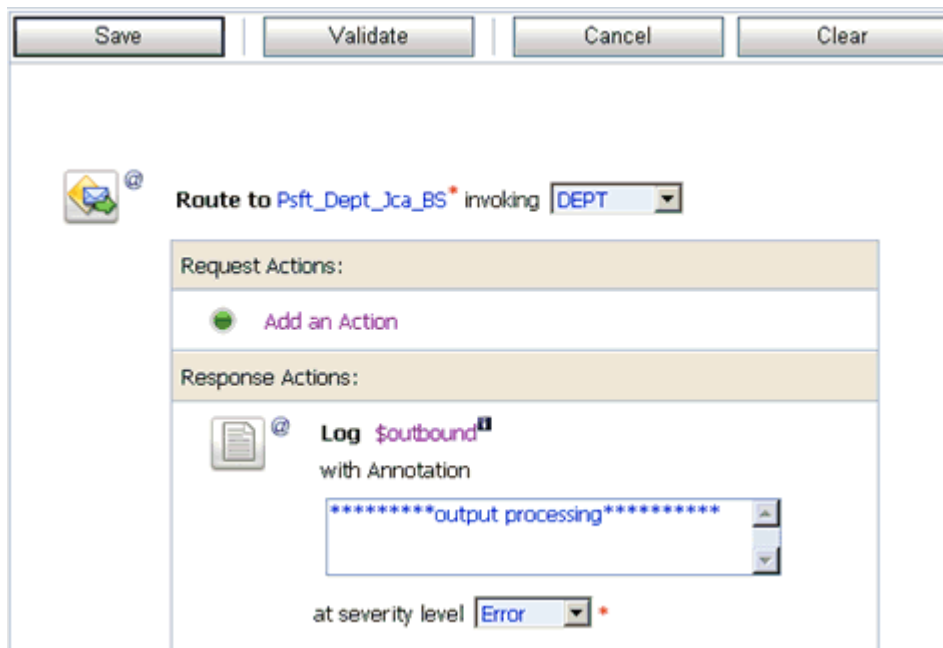 Save Validate Cancel Clear
@
Route to Psft_Dept_Jca_BS* invoking DEPT
Request Actions:
Add an Action
Response Actions:
@ Log $outboundi
with Annotation
*********output processing**********
at severity level Error *